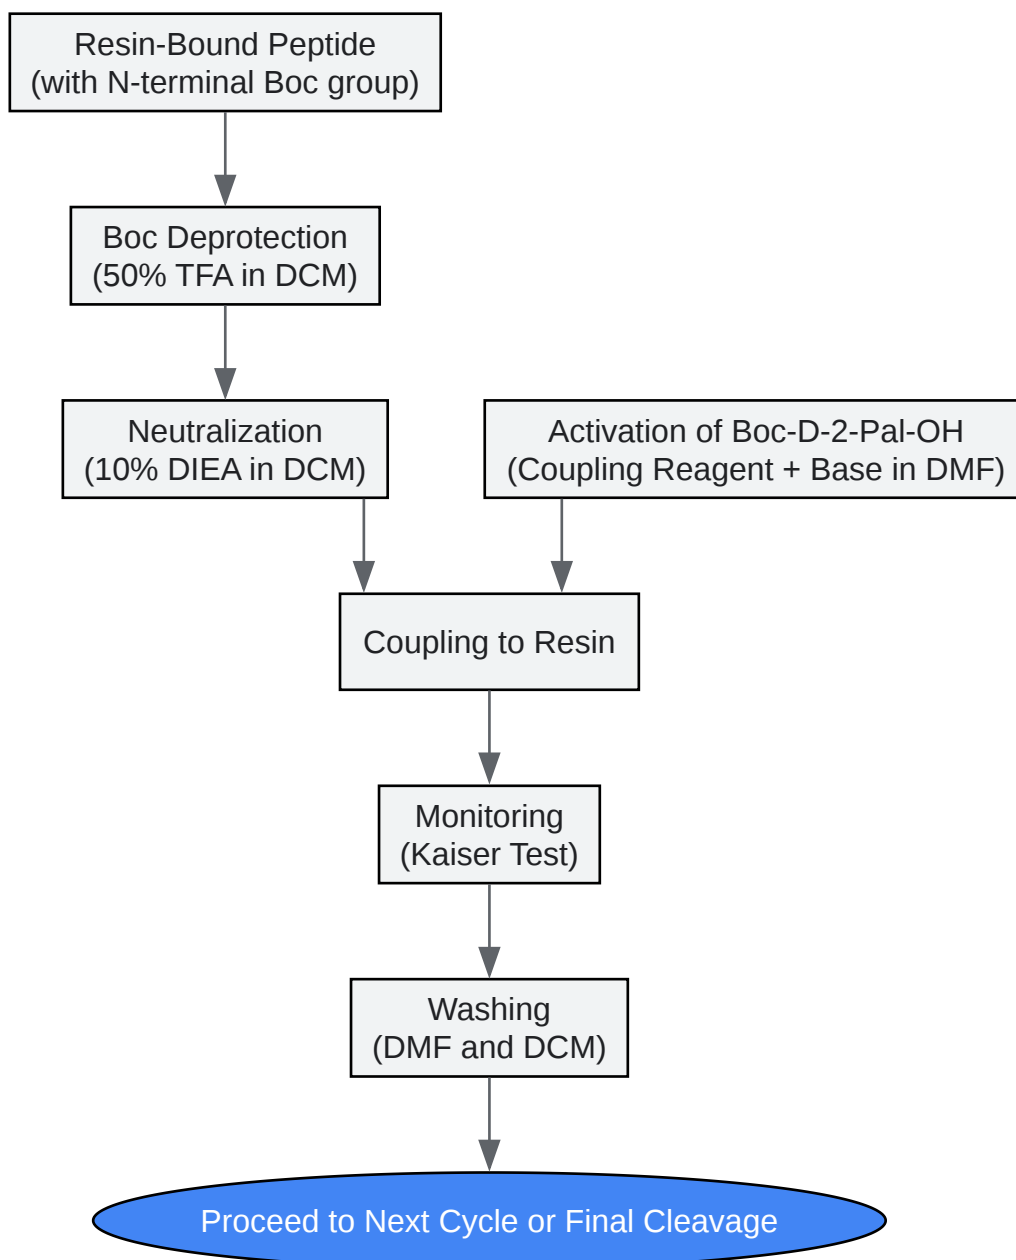 Resin-Bound Peptide
(with N-terminal Boc group)
Boc Deprotection
(50% TFA in DCM)
Neutralization
(10% DIEA in DCM)
Activation of Boc-D-2-Pal-OH
(Coupling Reagent + Base in DMF)
Coupling to Resin
Monitoring
(Kaiser Test)
Washing
(DMF and DCM)
Proceed to Next Cycle or Final Cleavage